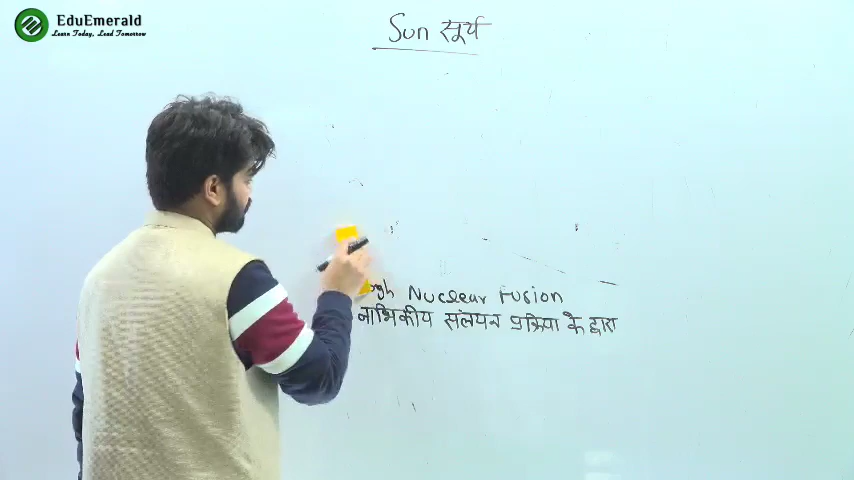 EduEmerald
Learn Today, Lead Tomorrow
Sun सूर्य
Nuclear Fusion
नाभिकीय संलयन प्रक्रिया के द्वारा